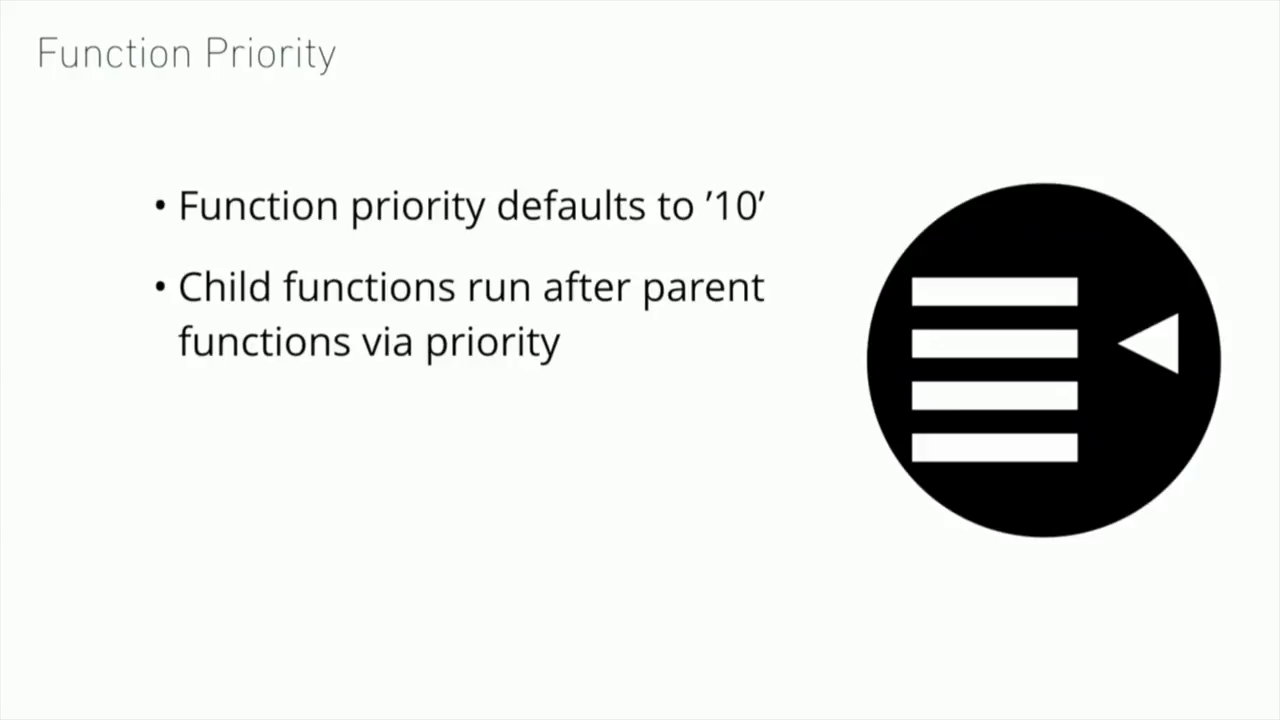 Function Priority
• Function priority defaults to ’10’
• Child functions run after parent
functions via priority